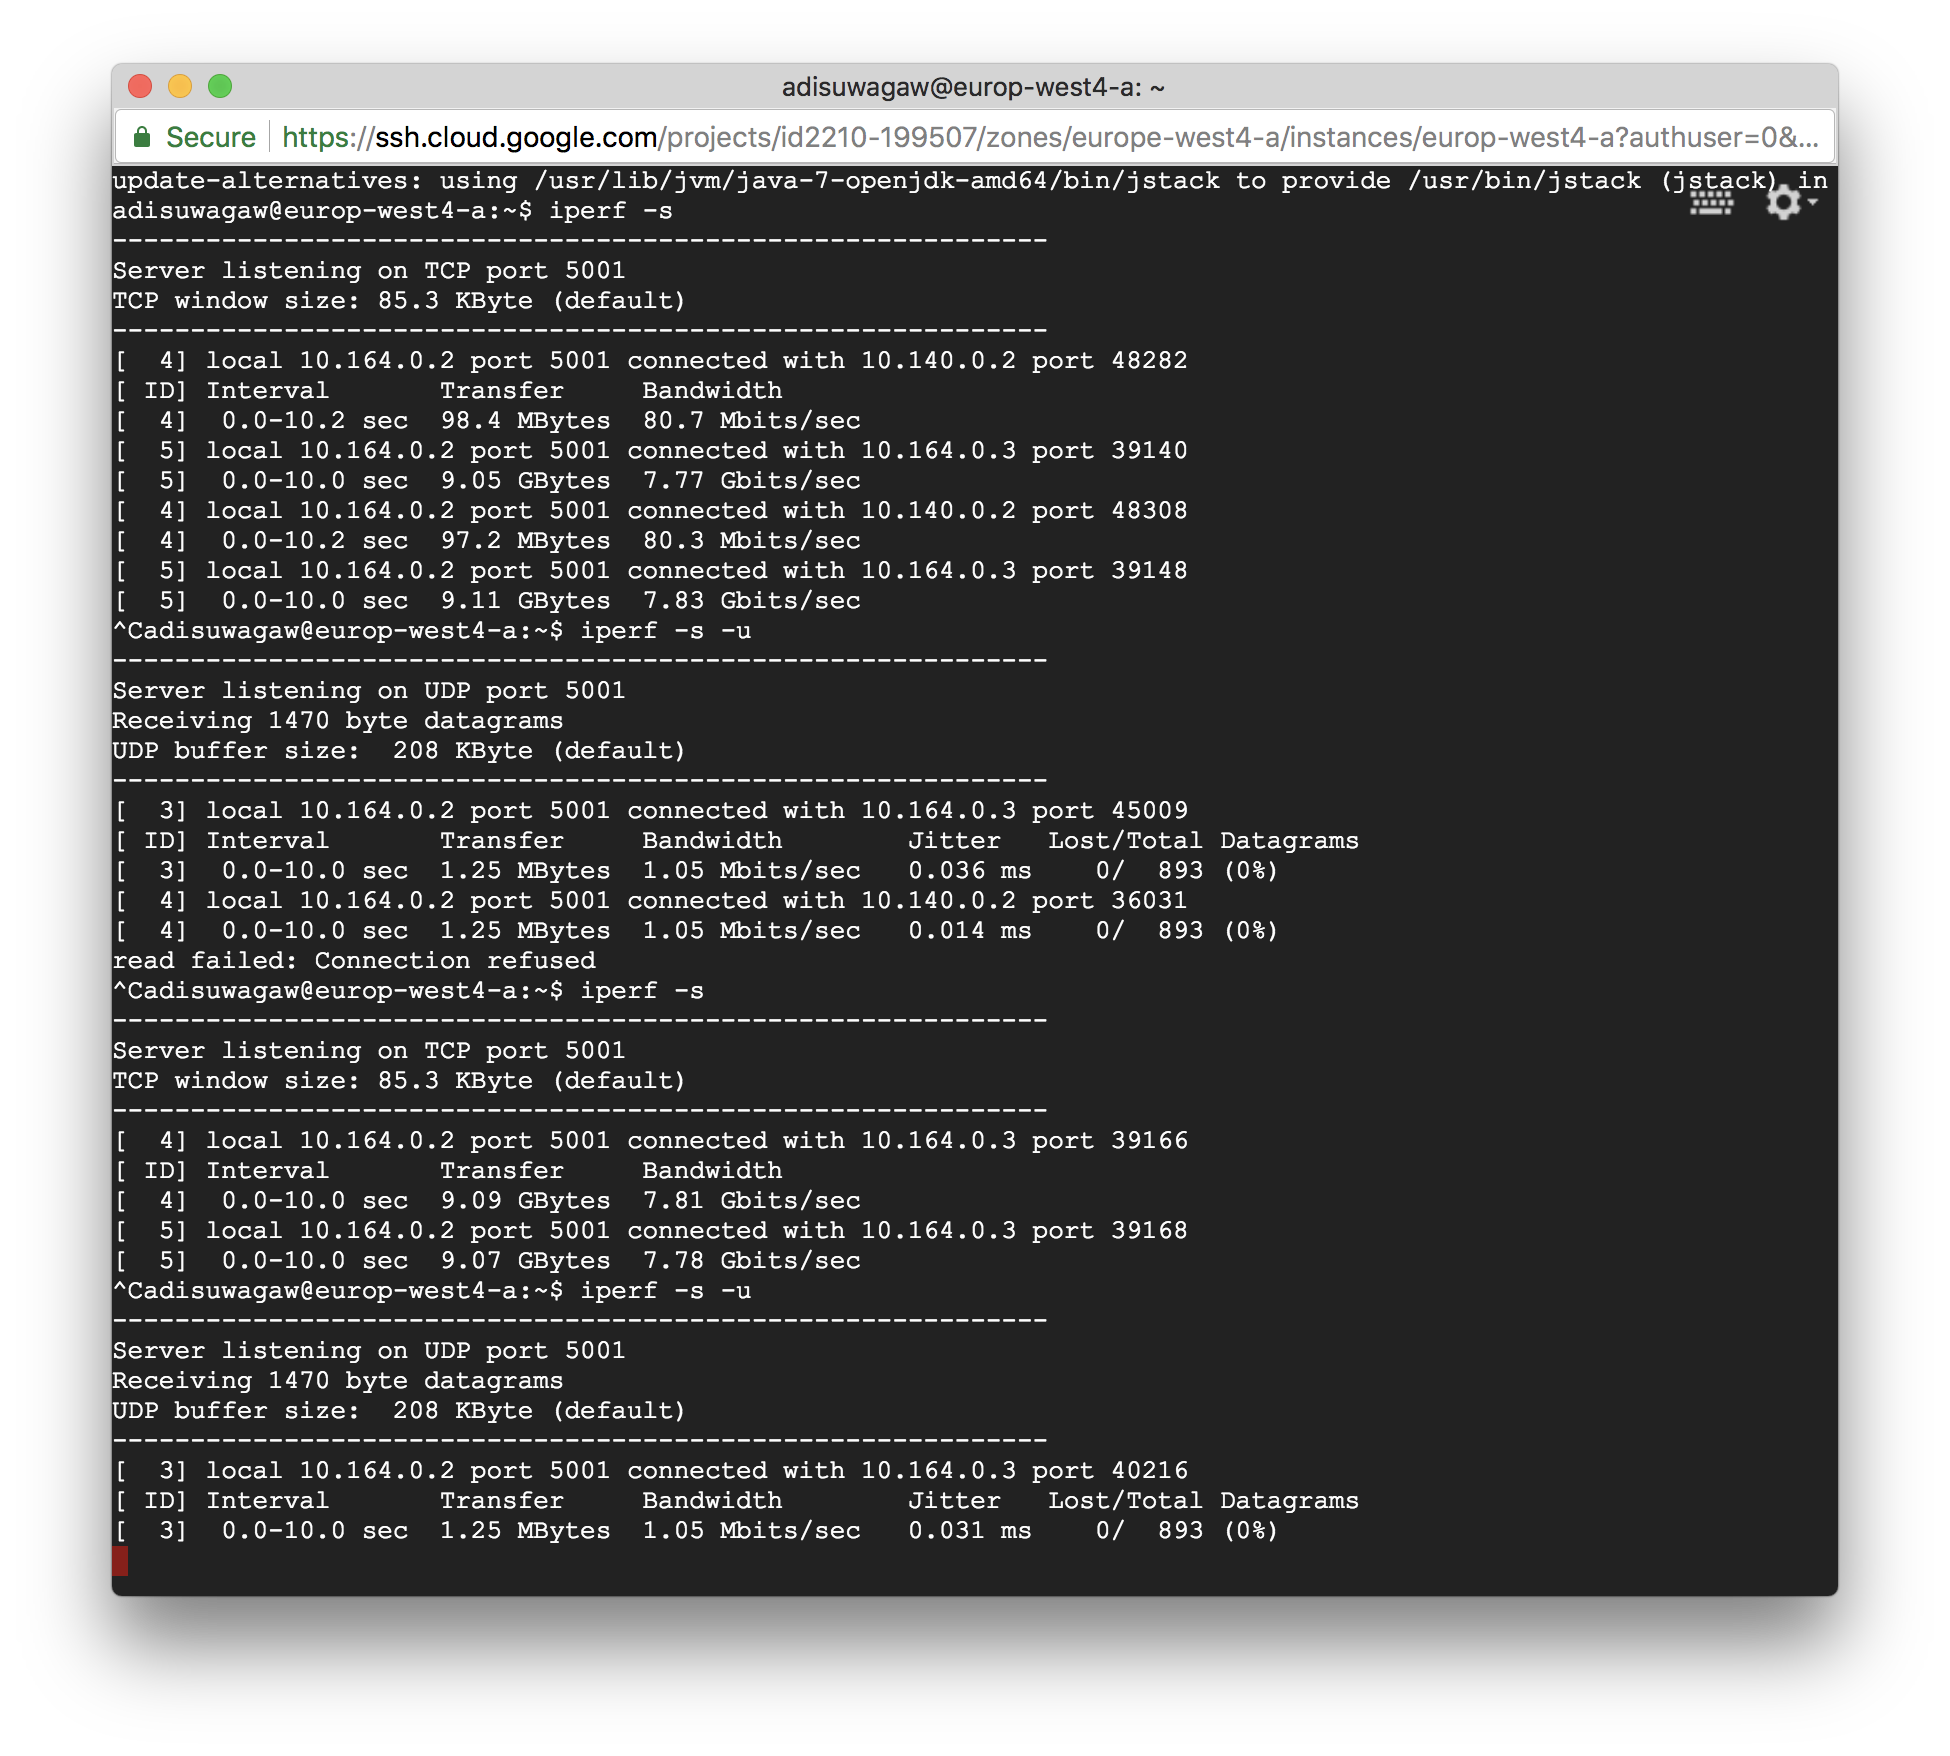 adisuwagaw@europ-west4-a: ~
Secure https://ssh.cloud.google.com/projects/id2210-199507/zones/europe-west4-a/instances/europ-west4-a?authuser=0&...
update-alternatives: using /usr/lib/jvm/java-7-openjdk-amd64/bin/jstack to provide /usr/bin/jstack (jstack) in
adisuwagaw@europ-west4-a:~$ iperf -s
------------------------------------------------------------
Server listening on TCP port 5001
TCP window size: 85.3 KByte (default)
------------------------------------------------------------
[  4] local 10.164.0.2 port 5001 connected with 10.140.0.2 port 48282
[ ID] Interval       Transfer     Bandwidth
[  4]  0.0-10.2 sec  98.4 MBytes  80.7 Mbits/sec
[  5] local 10.164.0.2 port 5001 connected with 10.164.0.3 port 39140
[  5]  0.0-10.0 sec  9.05 GBytes  7.77 Gbits/sec
[  4] local 10.164.0.2 port 5001 connected with 10.140.0.2 port 48308
[  4]  0.0-10.2 sec  97.2 MBytes  80.3 Mbits/sec
[  5] local 10.164.0.2 port 5001 connected with 10.164.0.3 port 39148
[  5]  0.0-10.0 sec  9.11 GBytes  7.83 Gbits/sec
^Cadisuwagaw@europ-west4-a:~$ iperf -s -u
------------------------------------------------------------
Server listening on UDP port 5001
Receiving 1470 byte datagrams
UDP buffer size:  208 KByte (default)
------------------------------------------------------------
[  3] local 10.164.0.2 port 5001 connected with 10.164.0.3 port 45009
[ ID] Interval       Transfer     Bandwidth        Jitter   Lost/Total Datagrams
[  3]  0.0-10.0 sec  1.25 MBytes  1.05 Mbits/sec   0.036 ms    0/  893 (0%)
[  4] local 10.164.0.2 port 5001 connected with 10.140.0.2 port 36031
[  4]  0.0-10.0 sec  1.25 MBytes  1.05 Mbits/sec   0.014 ms    0/  893 (0%)
read failed: Connection refused
^Cadisuwagaw@europ-west4-a:~$ iperf -s
------------------------------------------------------------
Server listening on TCP port 5001
TCP window size: 85.3 KByte (default)
------------------------------------------------------------
[  4] local 10.164.0.2 port 5001 connected with 10.164.0.3 port 39166
[ ID] Interval       Transfer     Bandwidth
[  4]  0.0-10.0 sec  9.09 GBytes  7.81 Gbits/sec
[  5] local 10.164.0.2 port 5001 connected with 10.164.0.3 port 39168
[  5]  0.0-10.0 sec  9.07 GBytes  7.78 Gbits/sec
^Cadisuwagaw@europ-west4-a:~$ iperf -s -u
------------------------------------------------------------
Server listening on UDP port 5001
Receiving 1470 byte datagrams
UDP buffer size:  208 KByte (default)
------------------------------------------------------------
[  3] local 10.164.0.2 port 5001 connected with 10.164.0.3 port 40216
[ ID] Interval       Transfer     Bandwidth        Jitter   Lost/Total Datagrams
[  3]  0.0-10.0 sec  1.25 MBytes  1.05 Mbits/sec   0.031 ms    0/  893 (0%)